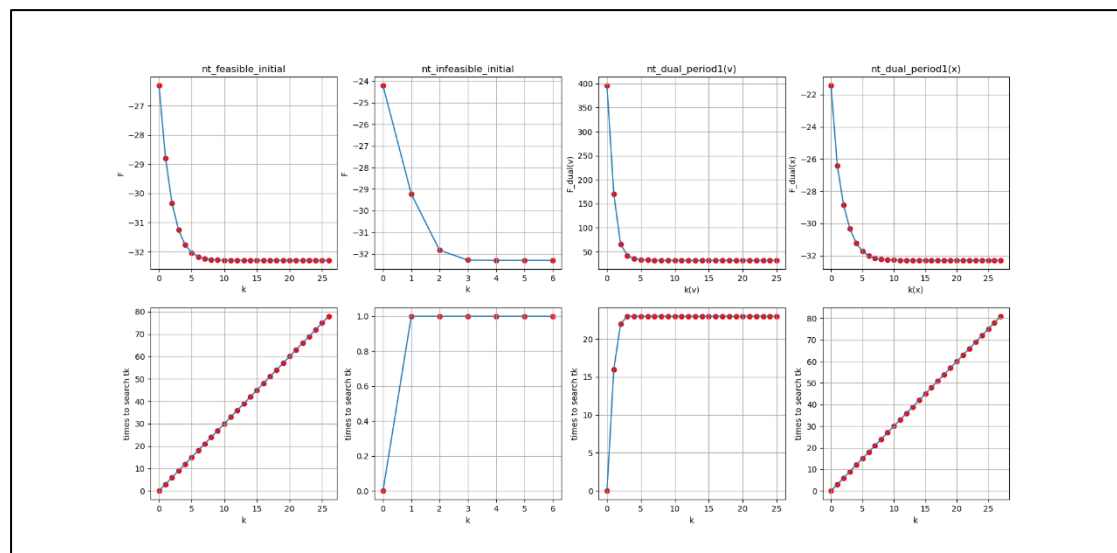 nt_feasible_initial
−27
−28
−29
−30
−31
−32
F
0 5 10 15 20 25
k
nt_infeasible_initial
−24
−25
−26
−27
−28
−29
−30
−31
−32
F
0 1 2 3 4 5 6
k
nt_dual_period1(v)
400
350
300
250
200
150
100
50
F_dual(v)
0 5 10 15 20 25
k(v)
nt_dual_period1(x)
−22
−24
−26
−28
−30
−32
F_dual(x)
0 5 10 15 20 25
k(x)
80
70
60
50
40
30
20
10
0
times to search tk
0 5 10 15 20 25
k
1.0
0.8
0.6
0.4
0.2
0.0
times to search tk
0 1 2 3 4 5 6
k
20
15
10
5
0
times to search tk
0 5 10 15 20 25
k
80
70
60
50
40
30
20
10
0
times to search tk
0 5 10 15 20 25
k